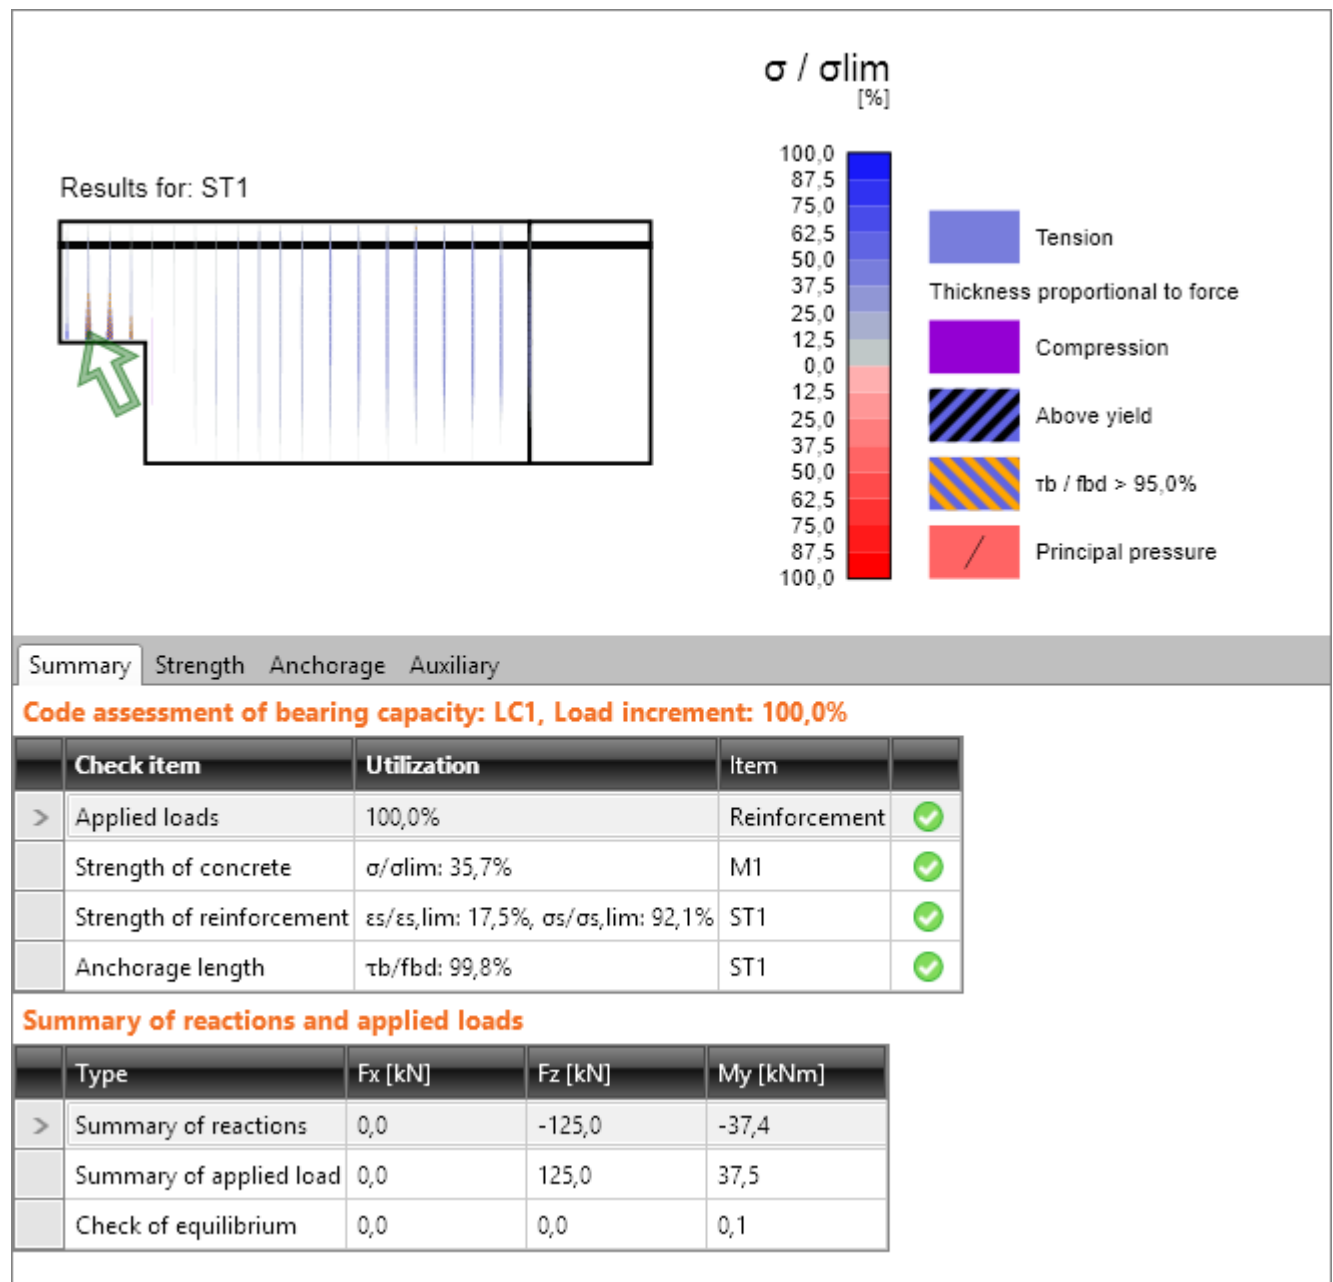 σ / σlim
[%]
Results for: ST1
100,0
87,5
75,0
62,5
50,0
37,5
25,0
12,5
0,0
12,5
25,0
37,5
50,0
62,5
75,0
87,5
100,0
Tension
Thickness proportional to force
Compression
Above yield
τb / fbd > 95,0%
Principal pressure
Summary Strength Anchorage Auxiliary
Code assessment of bearing capacity: LC1, Load increment: 100,0%
Check item Utilization Item
> Applied loads 100,0% Reinforcement
Strength of concrete σ/σlim: 35,7% M1
Strength of reinforcement εs/εs,lim: 17,5%, σs/σs,lim: 92,1% ST1
Anchorage length τb/fbd: 99,8% ST1
Summary of reactions and applied loads
Type Fx [kN] Fz [kN] My [kNm]
> Summary of reactions 0,0 -125,0 -37,4
Summary of applied load 0,0 125,0 37,5
Check of equilibrium 0,0 0,0 0,1